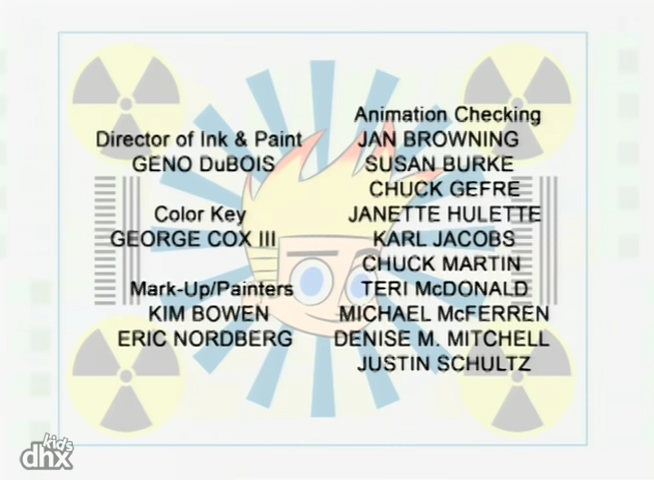 Director of Ink & Paint
GENO DuBOIS
Color Key
GEORGE COX III
Mark-Up/Painters
KIM BOWEN
ERIC NORDBERG
Animation Checking
JAN BROWNING
SUSAN BURKE
CHUCK GEFRE
JANETTE HULETTE
KARL JACOBS
CHUCK MARTIN
TERI McDONALD
MICHAEL McFERREN
DENISE M. MITCHELL
JUSTIN SCHULTZ
kids
dhx